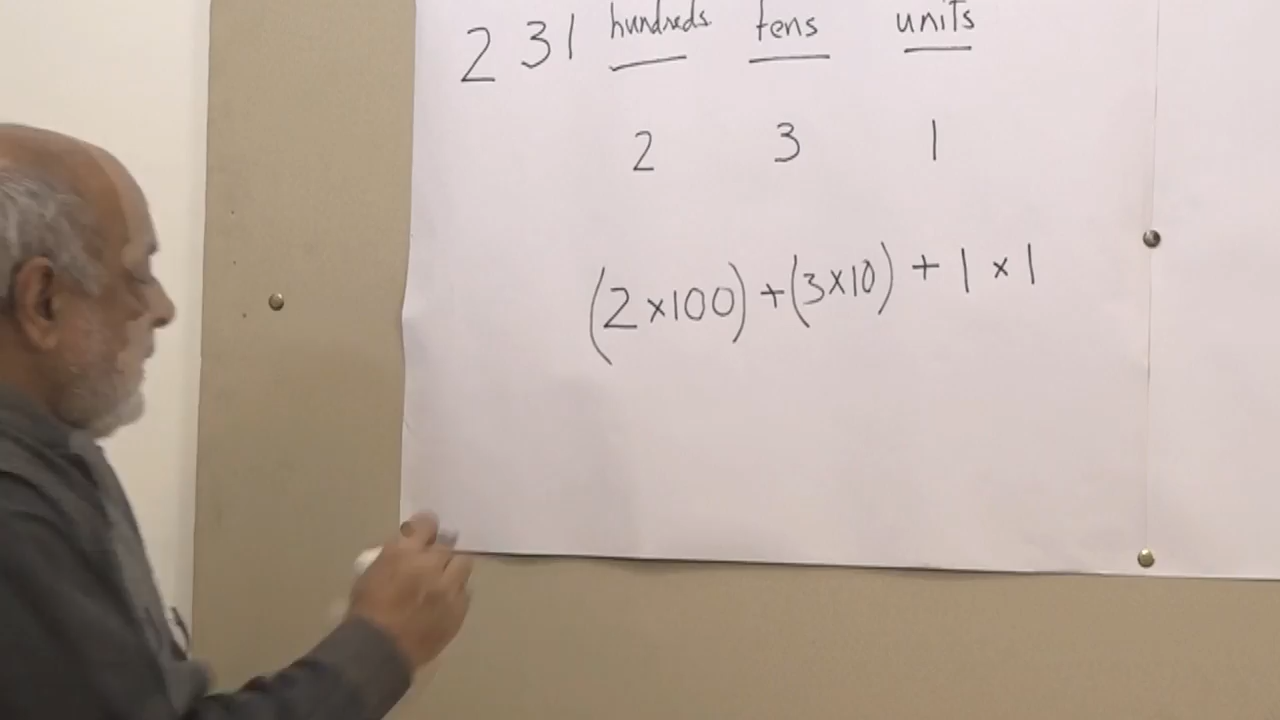 231 hundreds tens units
2 3 1
(2×100)+(3×10)+1×1